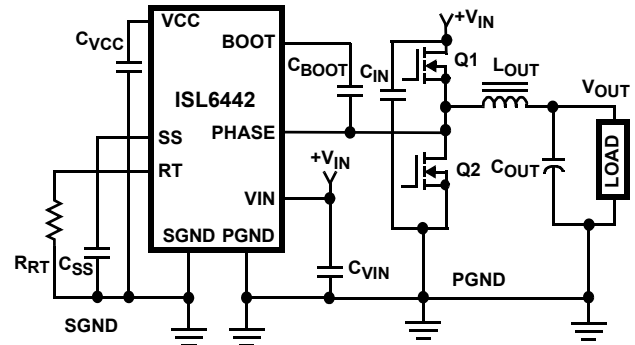 +VIN
VCC
CVCC
BOOT
CBOOT
CIN
Q1
LOUT
VOUT
ISL6442
SS
PHASE
+VIN
RT
VIN
Q2
COUT
LOAD
SGND PGND
RRT
CSS
CVIN
PGND
SGND